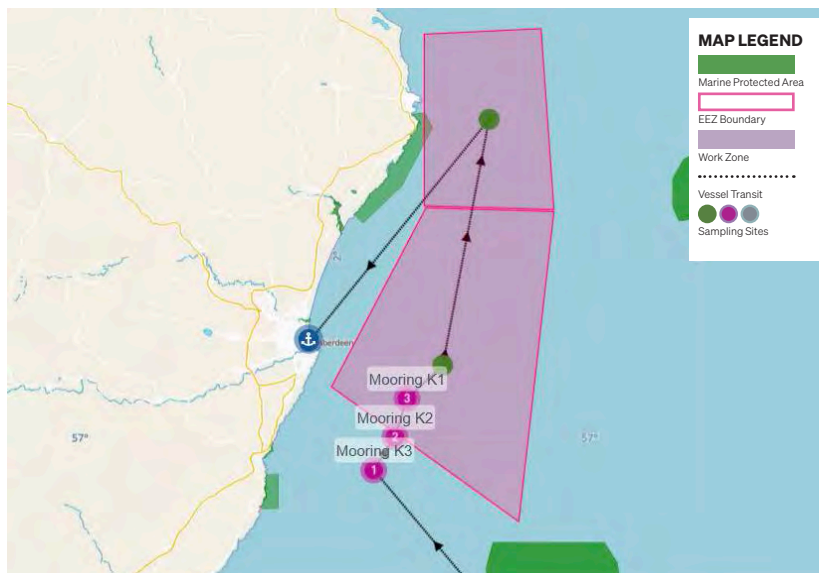 MAP LEGEND
Marine Protected Area
EEZ Boundary
Work Zone
Vessel Transit
Sampling Sites
berdeen
Mooring K1
3
Mooring K2
2
Mooring K3
1
57°
57°